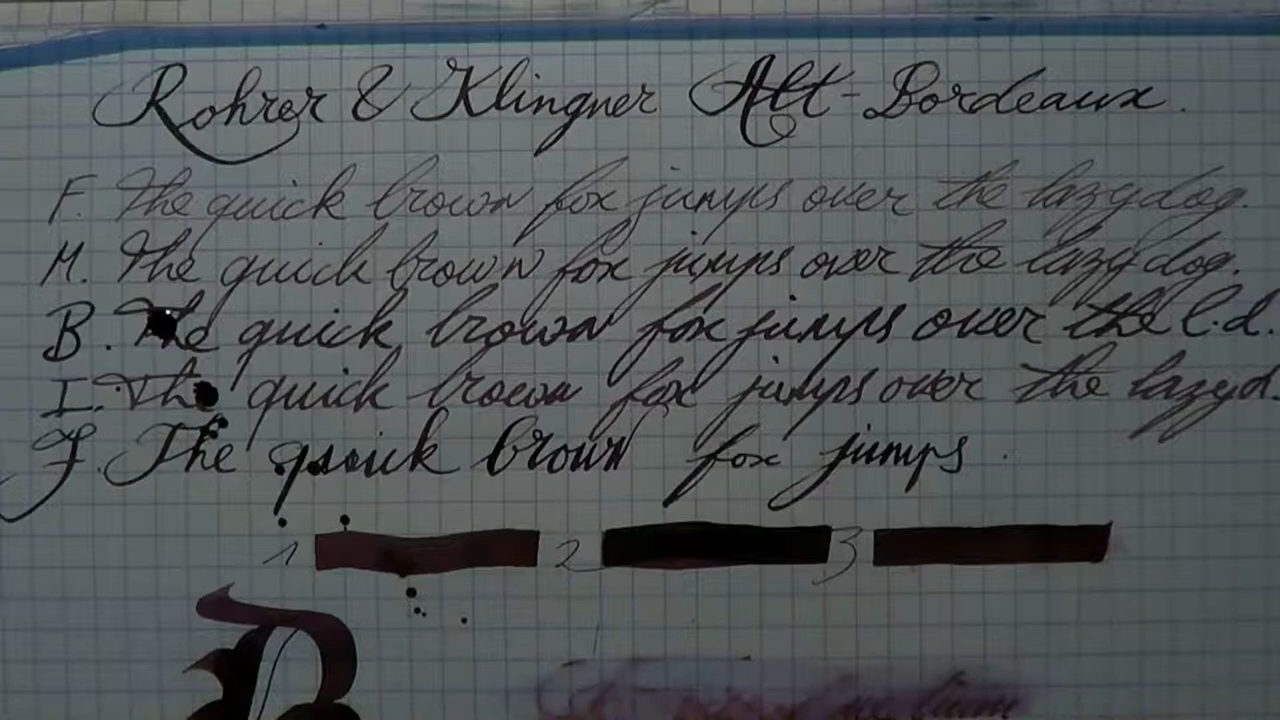 Rohrer & Klingner Alt-Bordeaux.
F. The quick brown fox jumps over the lazy dog.
M. The quick brown fox jumps over the lazy dog.
B. The quick brown fox jumps over the l.d.
I. The quick brown fox jumps over the lazy d.
F. The quick brown fox jumps.
1 2 3
B